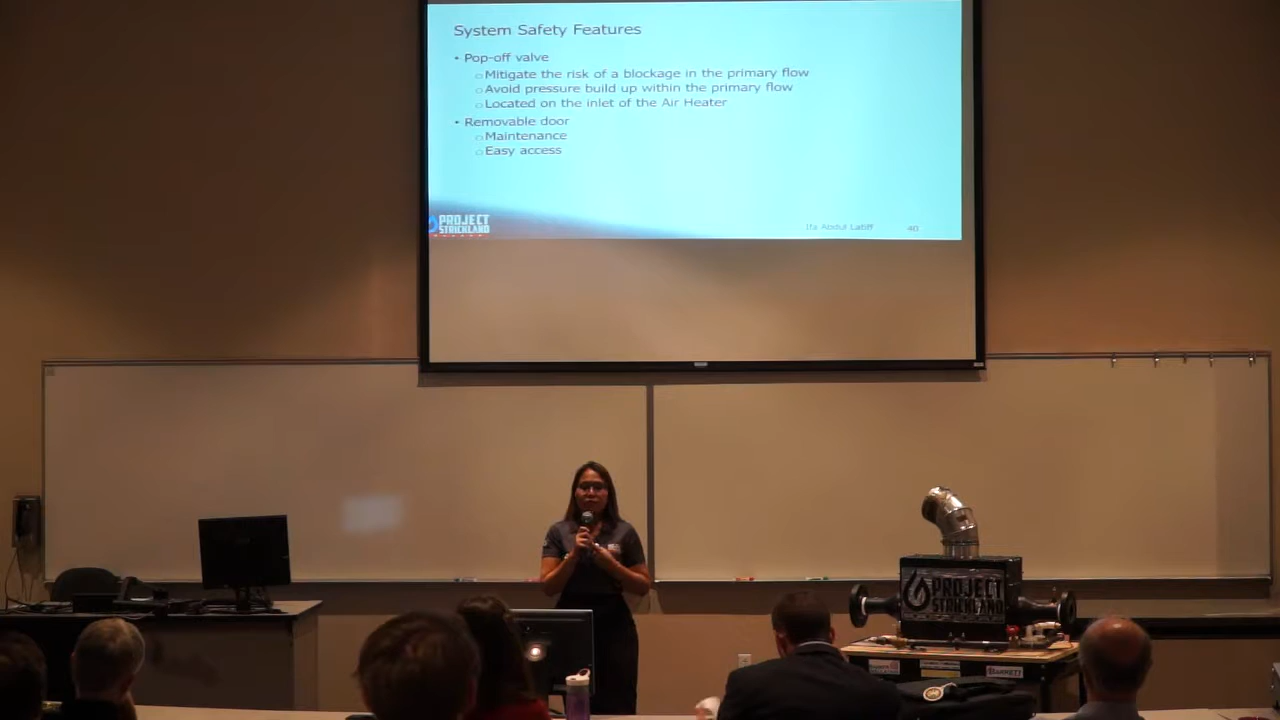 System Safety Features
• Pop-off valve
○ Mitigate the risk of a blockage in the primary flow
○ Avoid pressure build up within the primary flow
○ Located on the inlet of the Air Heater
• Removable door
○ Maintenance
○ Easy access
PROJECT
STRICKLAND
Ifa Abdul Latiff 40
PROJECT
STRICKLAND
BARRETT